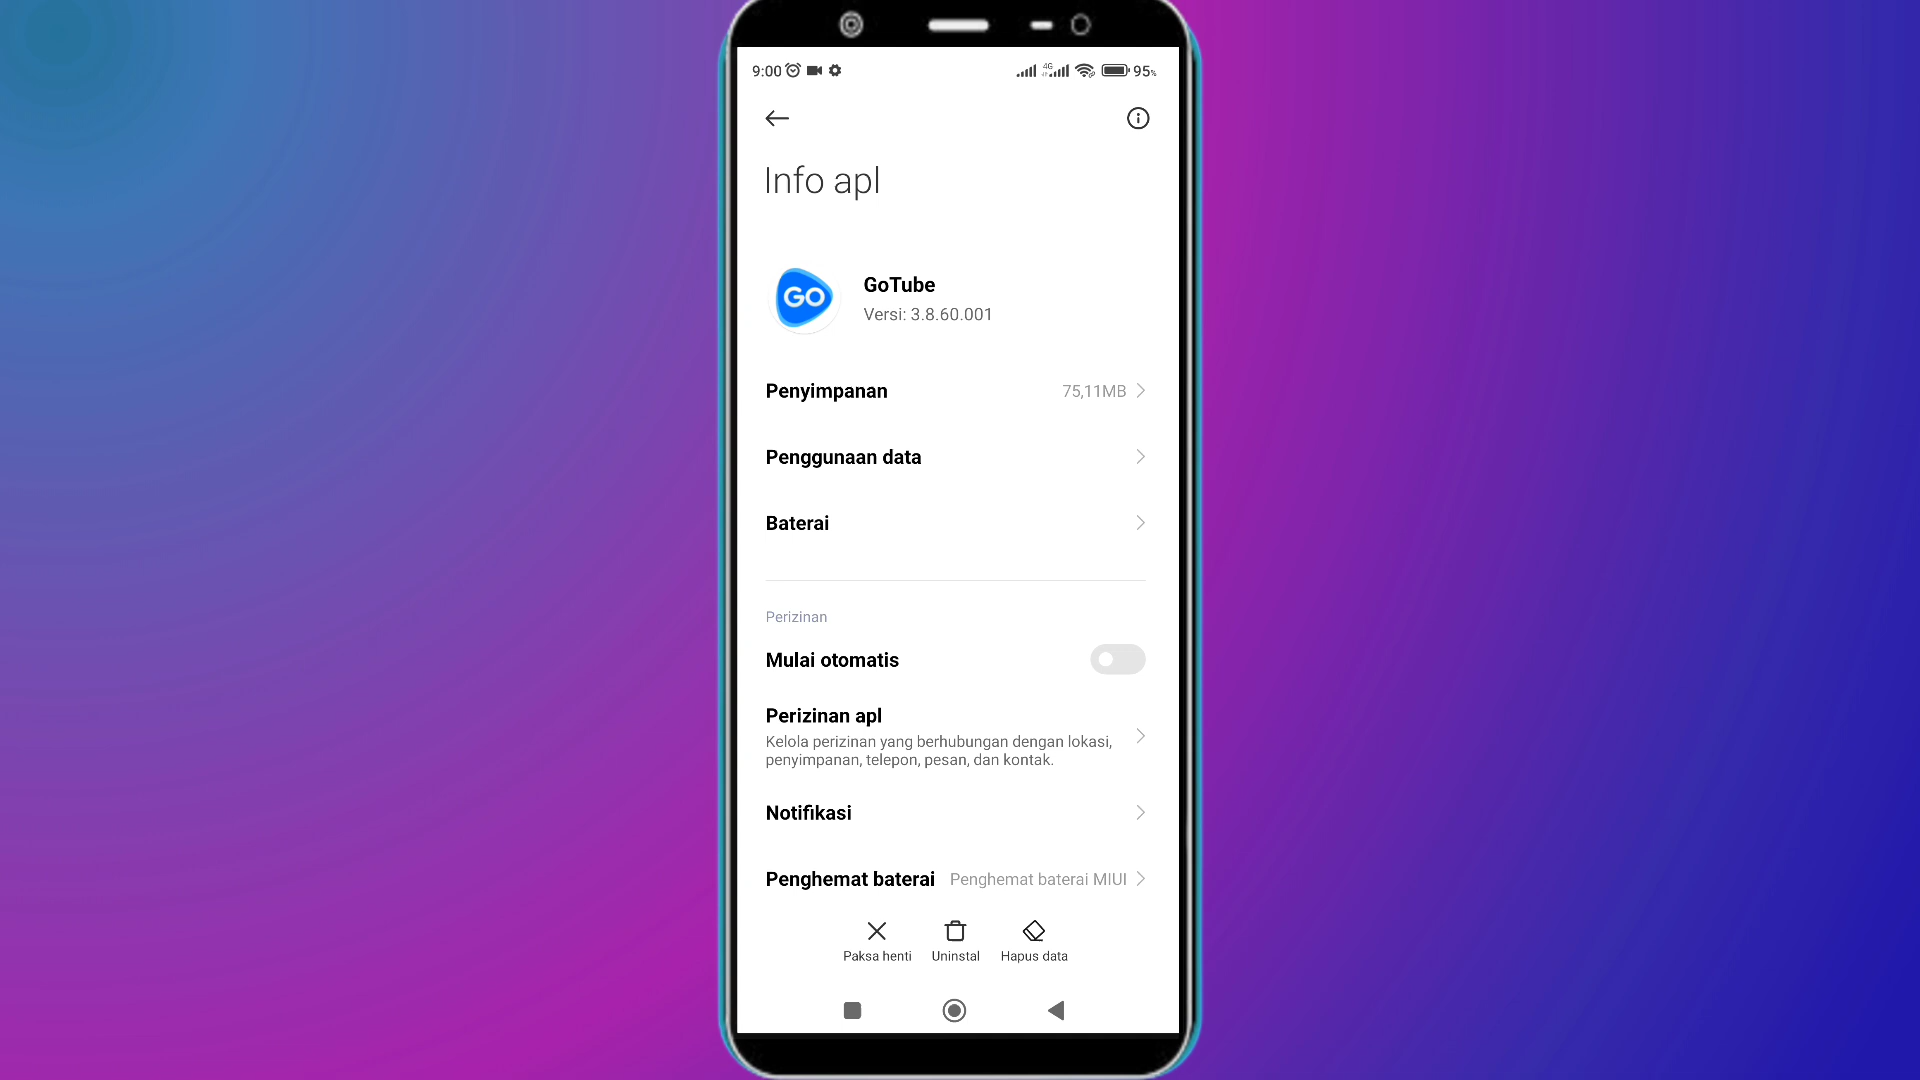 9:00 4G 95%
Info apl
GO
GoTube
Versi: 3.8.60.001
Penyimpanan 75,11MB
Penggunaan data
Baterai
Perizinan
Mulai otomatis
Perizinan apl
Kelola perizinan yang berhubungan dengan lokasi,
penyimpanan, telepon, pesan, dan kontak.
Notifikasi
Penghemat baterai Penghemat baterai MIUI
Paksa henti Uninstal Hapus data